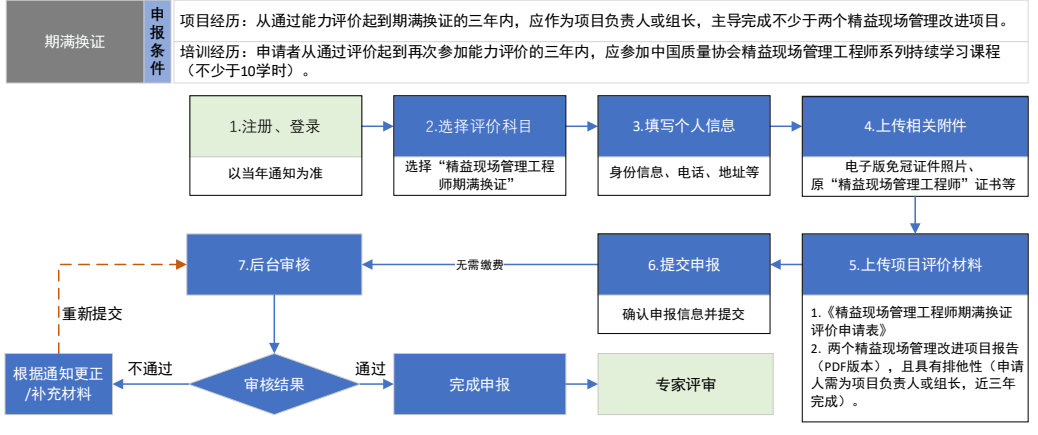 期满换证
申报条件
项目经历：从通过能力评价起到期满换证的三年内，应作为项目负责人或组长，主导完成不少于两个精益现场管理改进项目。
培训经历：申请者从通过评价起到再次参加能力评价的三年内，应参加中国质量协会精益现场管理工程师系列持续学习课程
（不少于10学时）。
1.注册、登录
以当年通知为准
2.选择评价科目
选择“精益现场管理工程
师期满换证”
3.填写个人信息
身份信息、电话、地址等
4.上传相关附件
电子版免冠证件照片、
原“精益现场管理工程师”证书等
5.上传项目评价材料
1.《精益现场管理工程师期满换证
评价申请表》
2. 两个精益现场管理改进项目报告
（PDF版本），且具有排他性（申请
人需为项目负责人或组长，近三年
完成）。
6.提交申报
确认申报信息并提交
无需缴费
7.后台审核
重新提交
根据通知更正
/补充材料
不通过
审核结果
通过
完成申报
专家评审